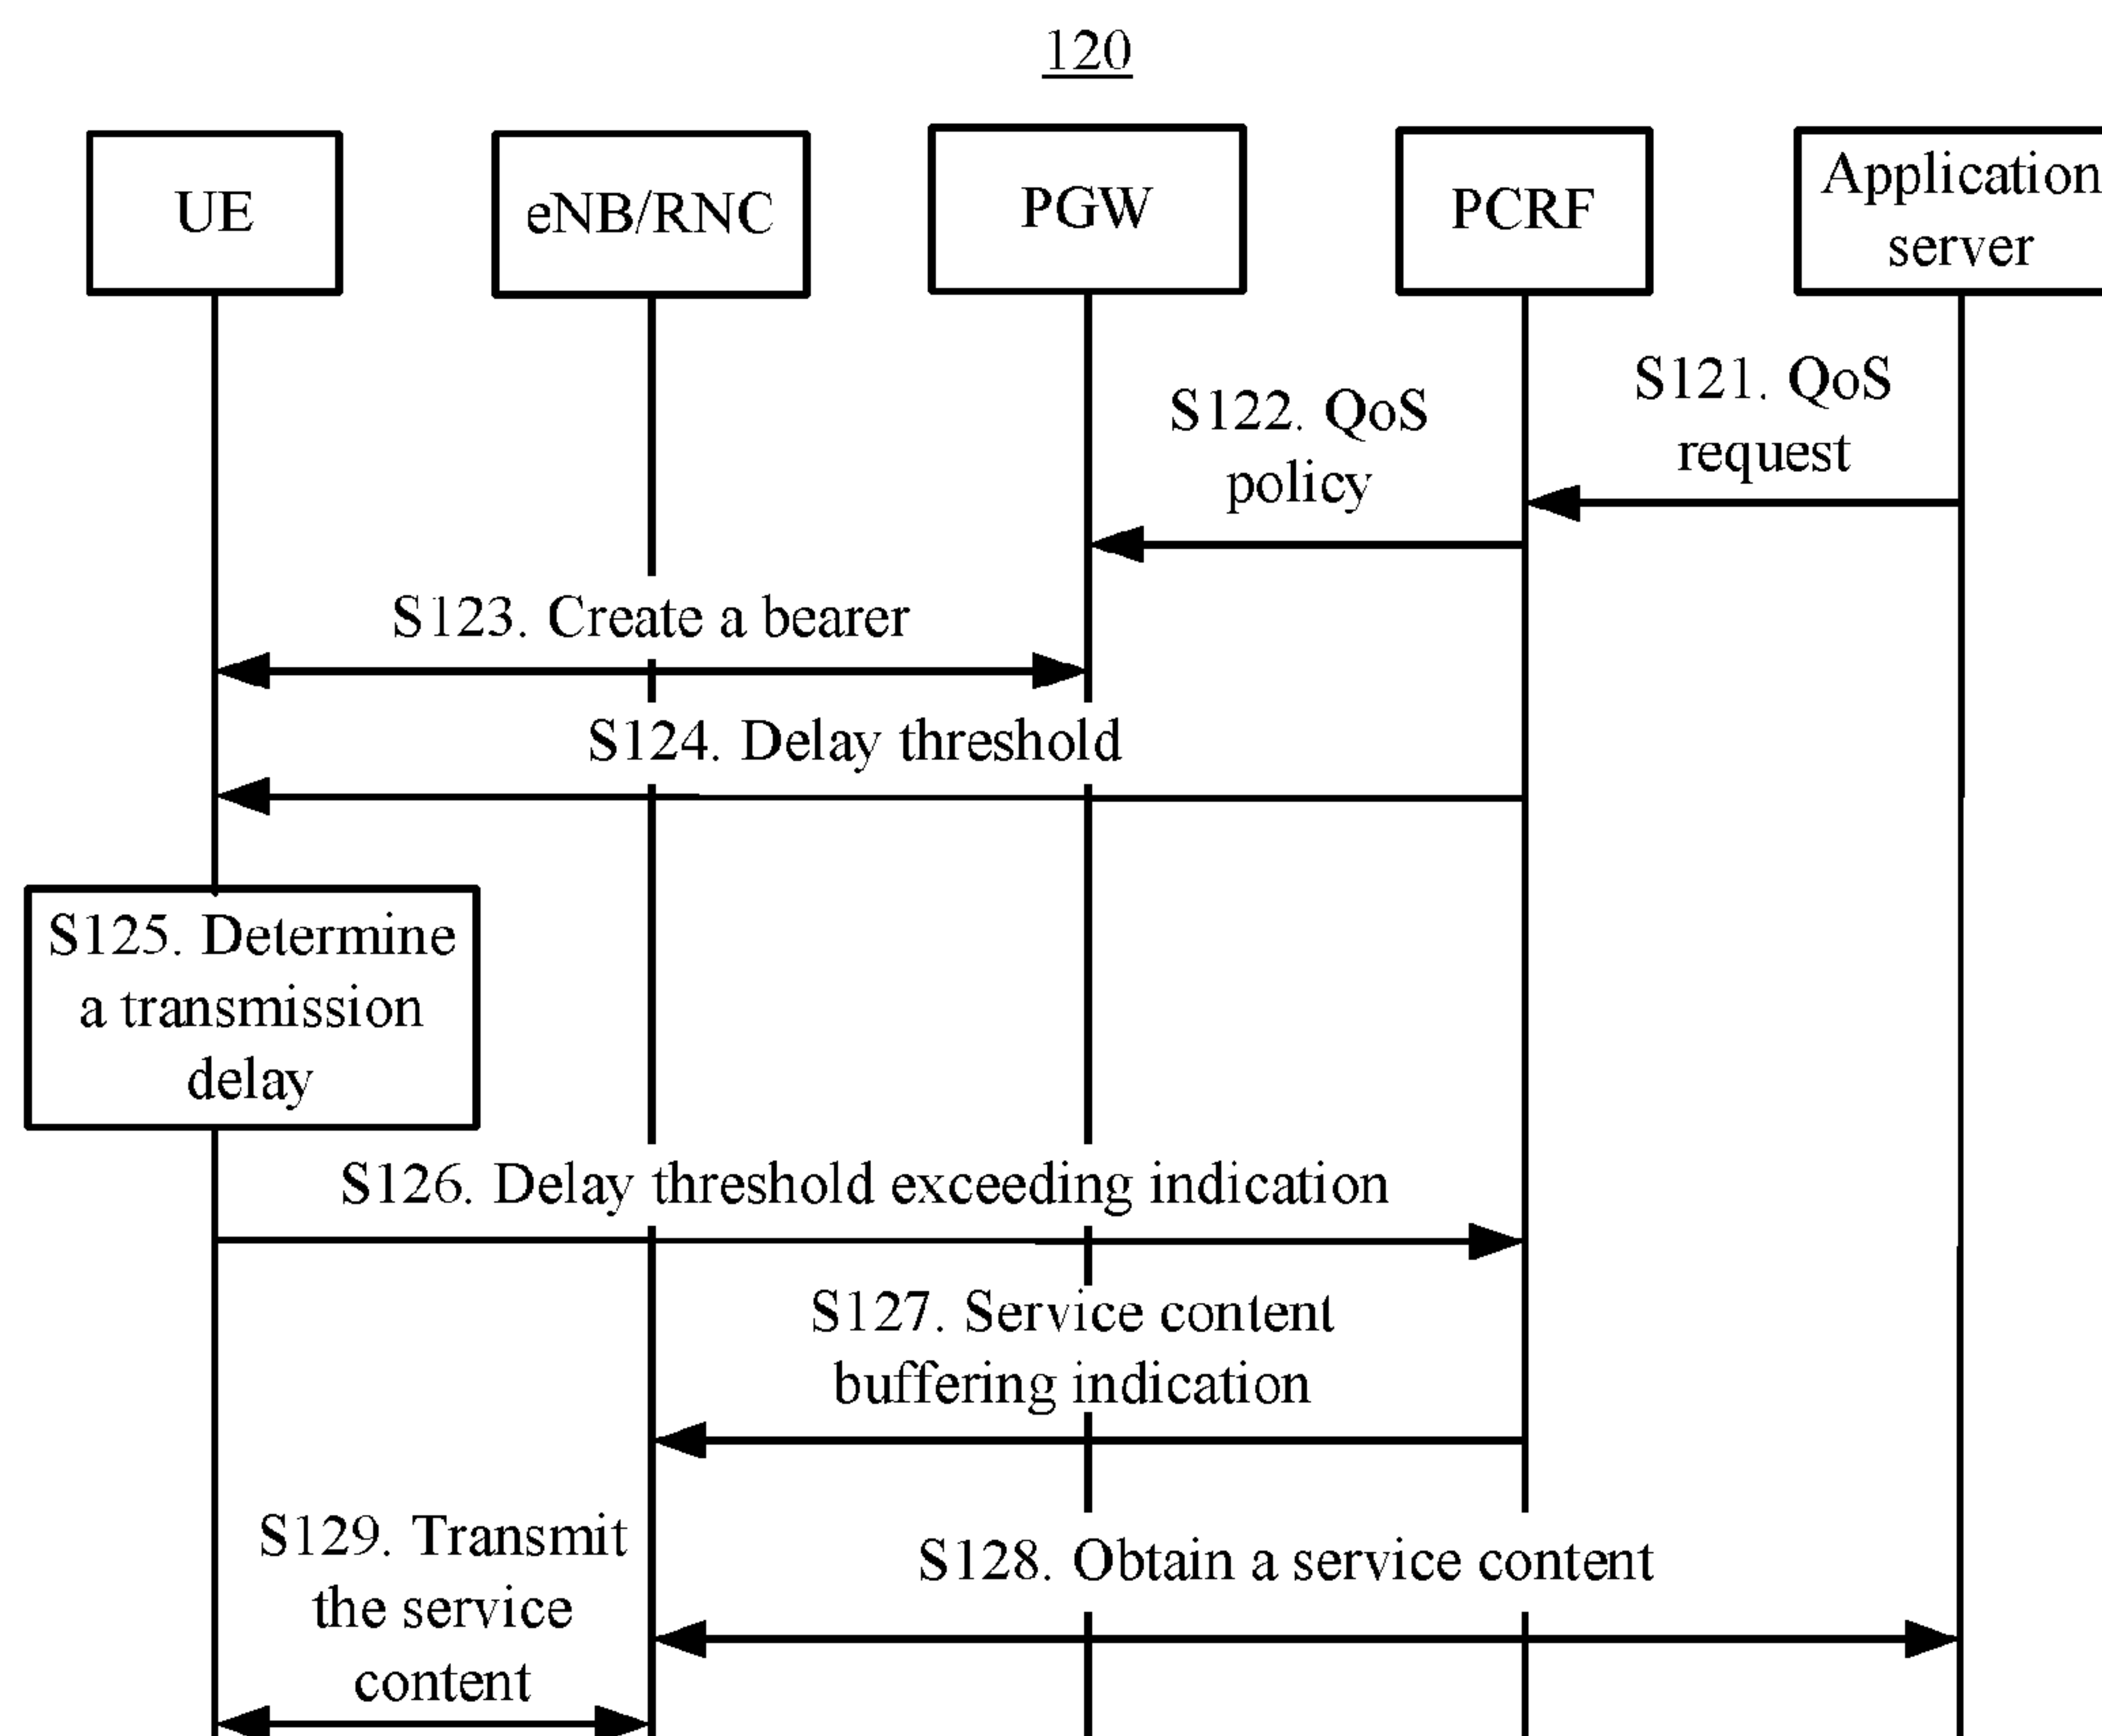 120
UE
eNB/RNC
PGW
PCRF
Application
server
S121. QoS
request
S122. QoS
policy
S123. Create a bearer
S124. Delay threshold
S125. Determine
a transmission
delay
S126. Delay threshold exceeding indication
S127. Service content
buffering indication
S128. Obtain a service content
S129. Transmit
the service
content